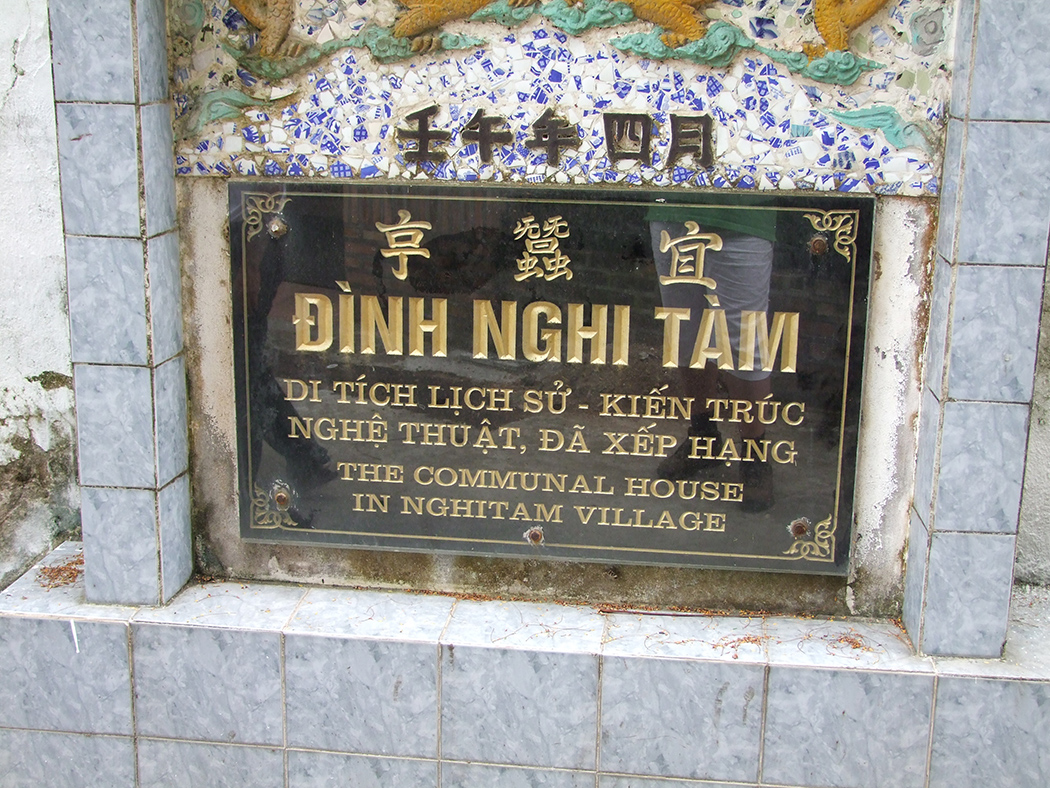 壬午年 四月
宜 蠶 亭
ĐÌNH NGHI TÀM
DI TÍCH LỊCH SỬ - KIẾN TRÚC
NGHỆ THUẬT, ĐÃ XẾP HẠNG
THE COMMUNAL HOUSE
IN NGHITAM VILLAGE